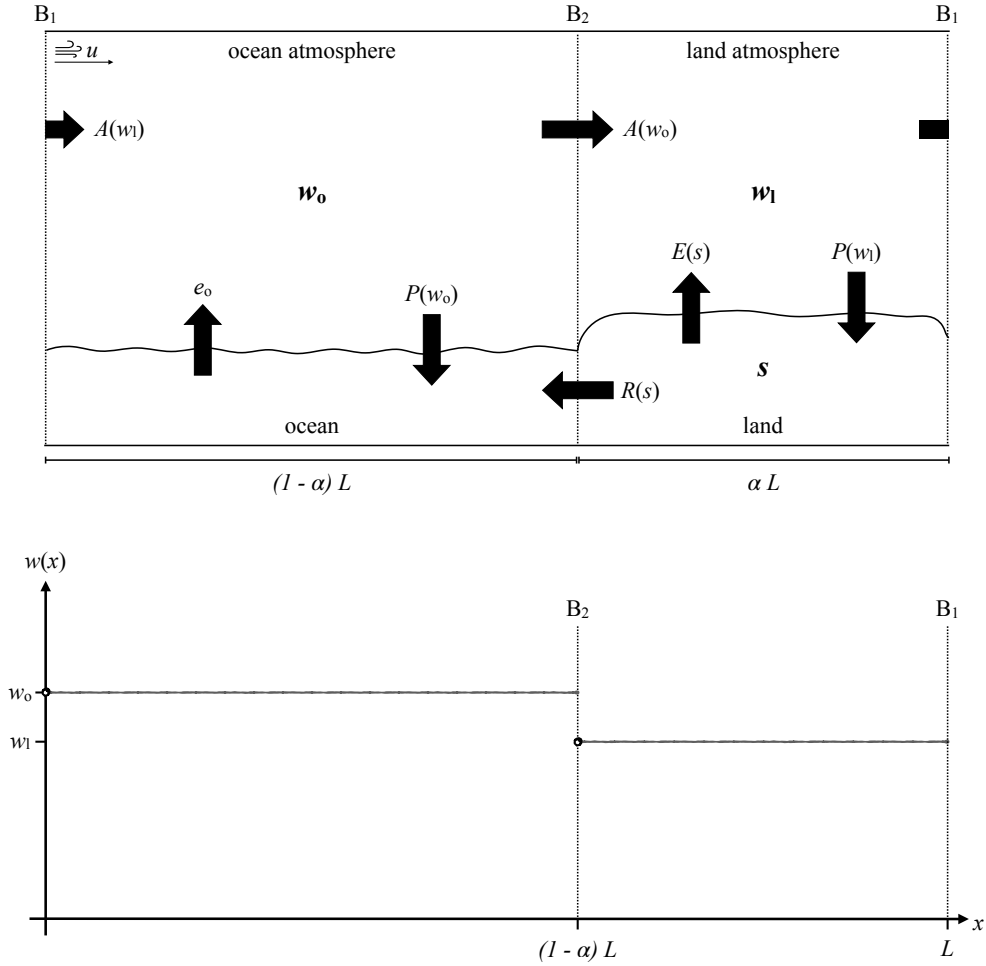 B₁ B₂ B₁
u ocean atmosphere land atmosphere
A(wₗ) A(wₒ)
wₒ wₗ
E(s) P(wₗ)
eₒ P(wₒ)
s
R(s)
ocean land
(1 - α) L α L
w(x)
B₂ B₁
wₒ
wₗ
x
(1 - α) L L